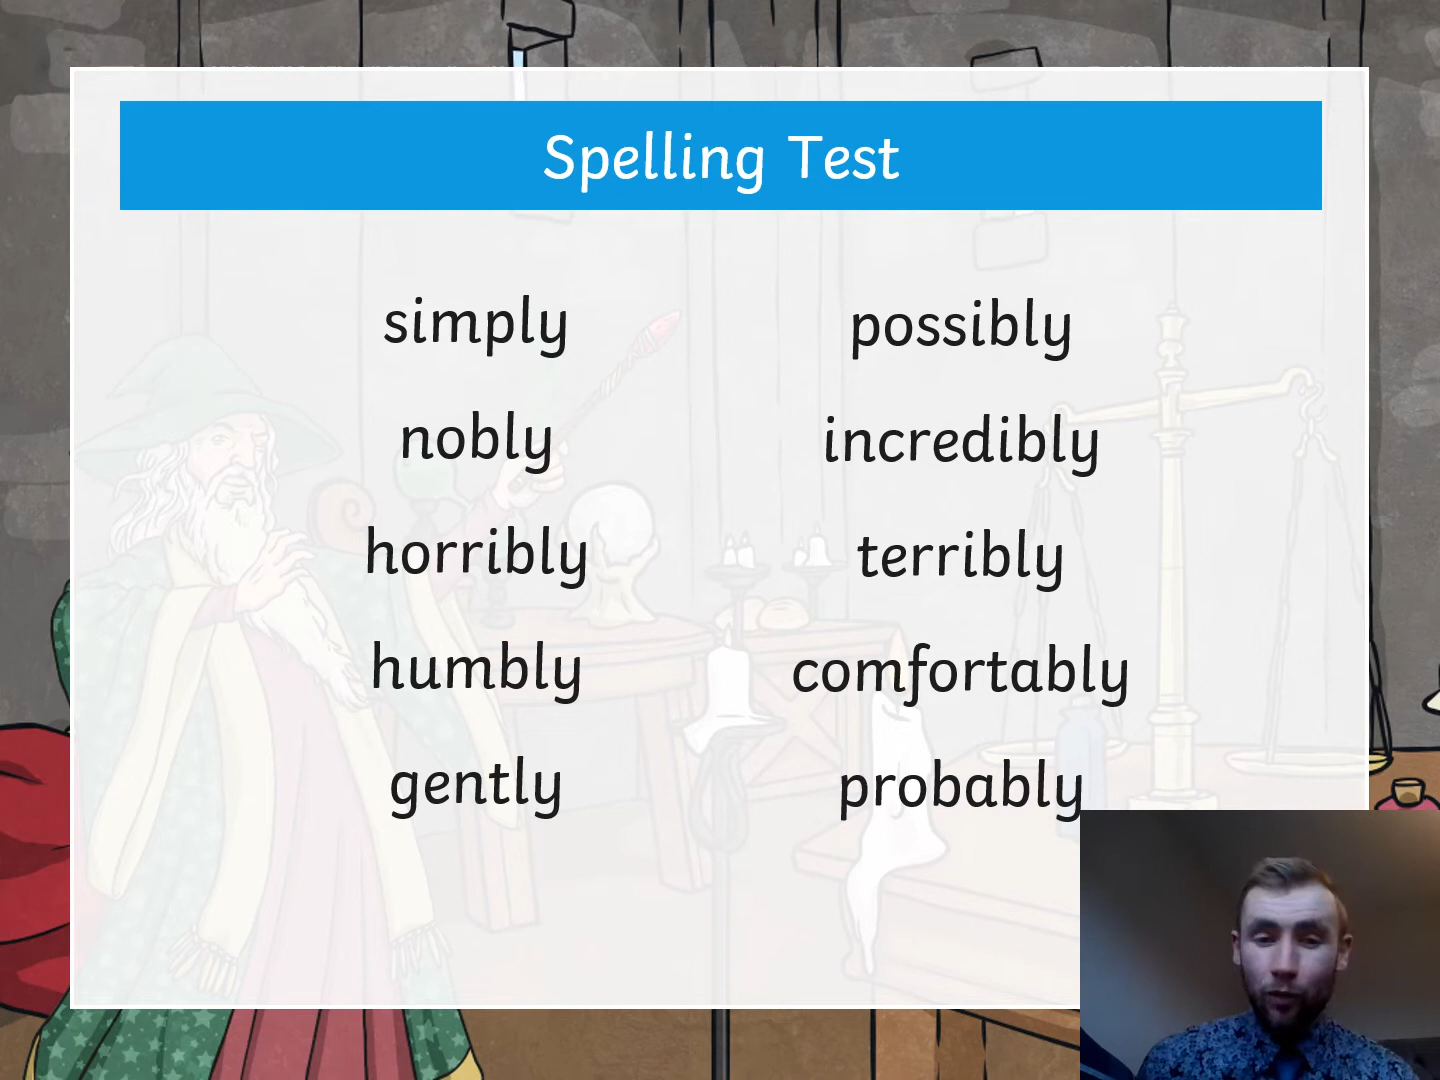 Spelling Test
simply
nobly
horribly
humbly
gently
possibly
incredibly
terribly
comfortably
probably